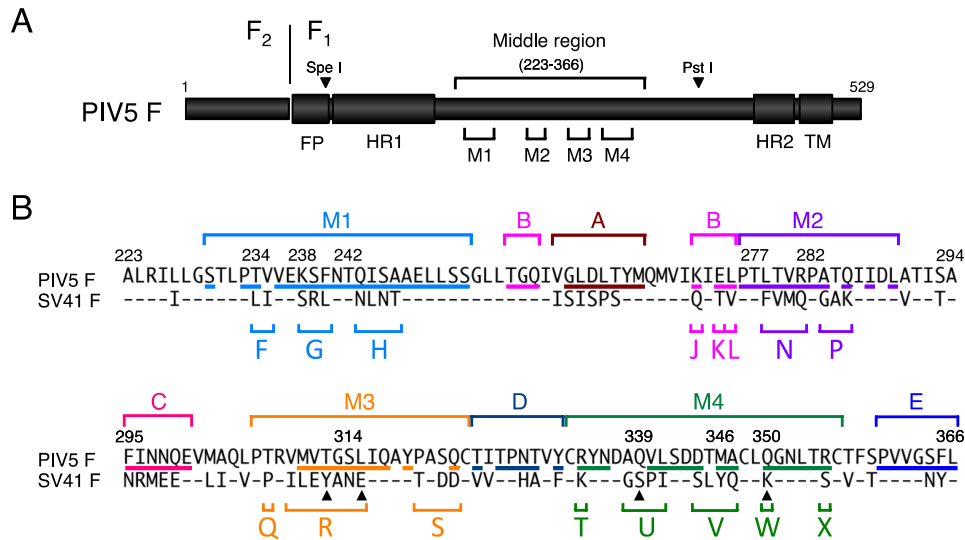 A
F2 F1
Middle region
(223-366)
Spe I
Pst I
1
529
PIV5 F
FP HR1 M1 M2 M3 M4 HR2 TM
B
M1 B A B M2
223 234 238 242 277 282 294
PIV5 F ALRILLGSTLPTVVEKSFNTQISAAELLSSGLLTGQIVGLDLTYMQMVIKIELPTLTVRPATQIIDLATISA
SV41 F ----I------LI--SRL--NLNT-------------ISISPS------Q-TV--FVMQ-GAK----V--T-
F G H J K L N P
C M3 D M4 E
295 314 339 346 350 366
PIV5 F FINNQEVMAQLPTRVMVTGSLIQAYPASQCTITPNTVYCRYNDAQVLSDDTMACLQGNLTRCTFSPVVGSFL
SV41 F NRMEE--LI-V-P-ILEYANE----T-DD-VV--HA-F-K---GSPI--SLYQ--K----S-VT-----NY-
Q R S T U V W X